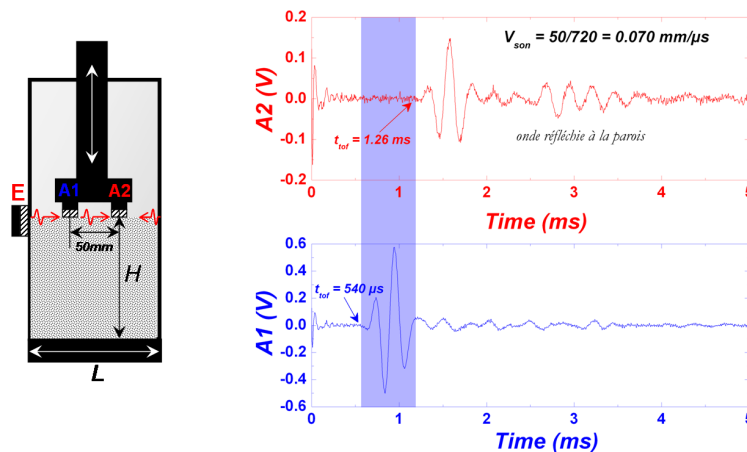 E
A1
A2
50mm
H
L
A2 (V)
0.2
0.1
0.0
-0.1
-0.2
V_son = 50/720 = 0.070 mm/µs
t_tof = 1.26 ms
onde réfléchie à la parois
0
1
2
3
4
5
Time (ms)
A1 (V)
0.6
0.4
0.2
0.0
-0.2
-0.4
-0.6
t_tof = 540 µs
0
1
2
3
4
5
Time (ms)